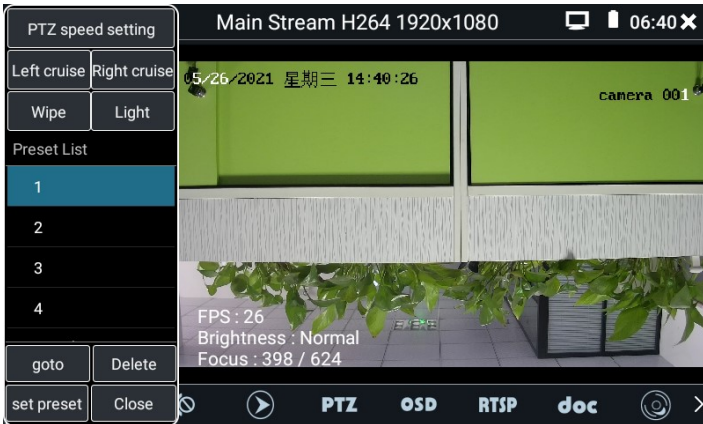 PTZ speed setting
Left cruise Right cruise
Wipe Light
Preset List
1
2
3
4
goto Delete
set preset Close
Main Stream H264 1920x1080 06:40
05/26/2021 星期三 14:40:26
camera 001
FPS : 26
Brightness : Normal
Focus : 398 / 624
PTZ OSD RTSP doc